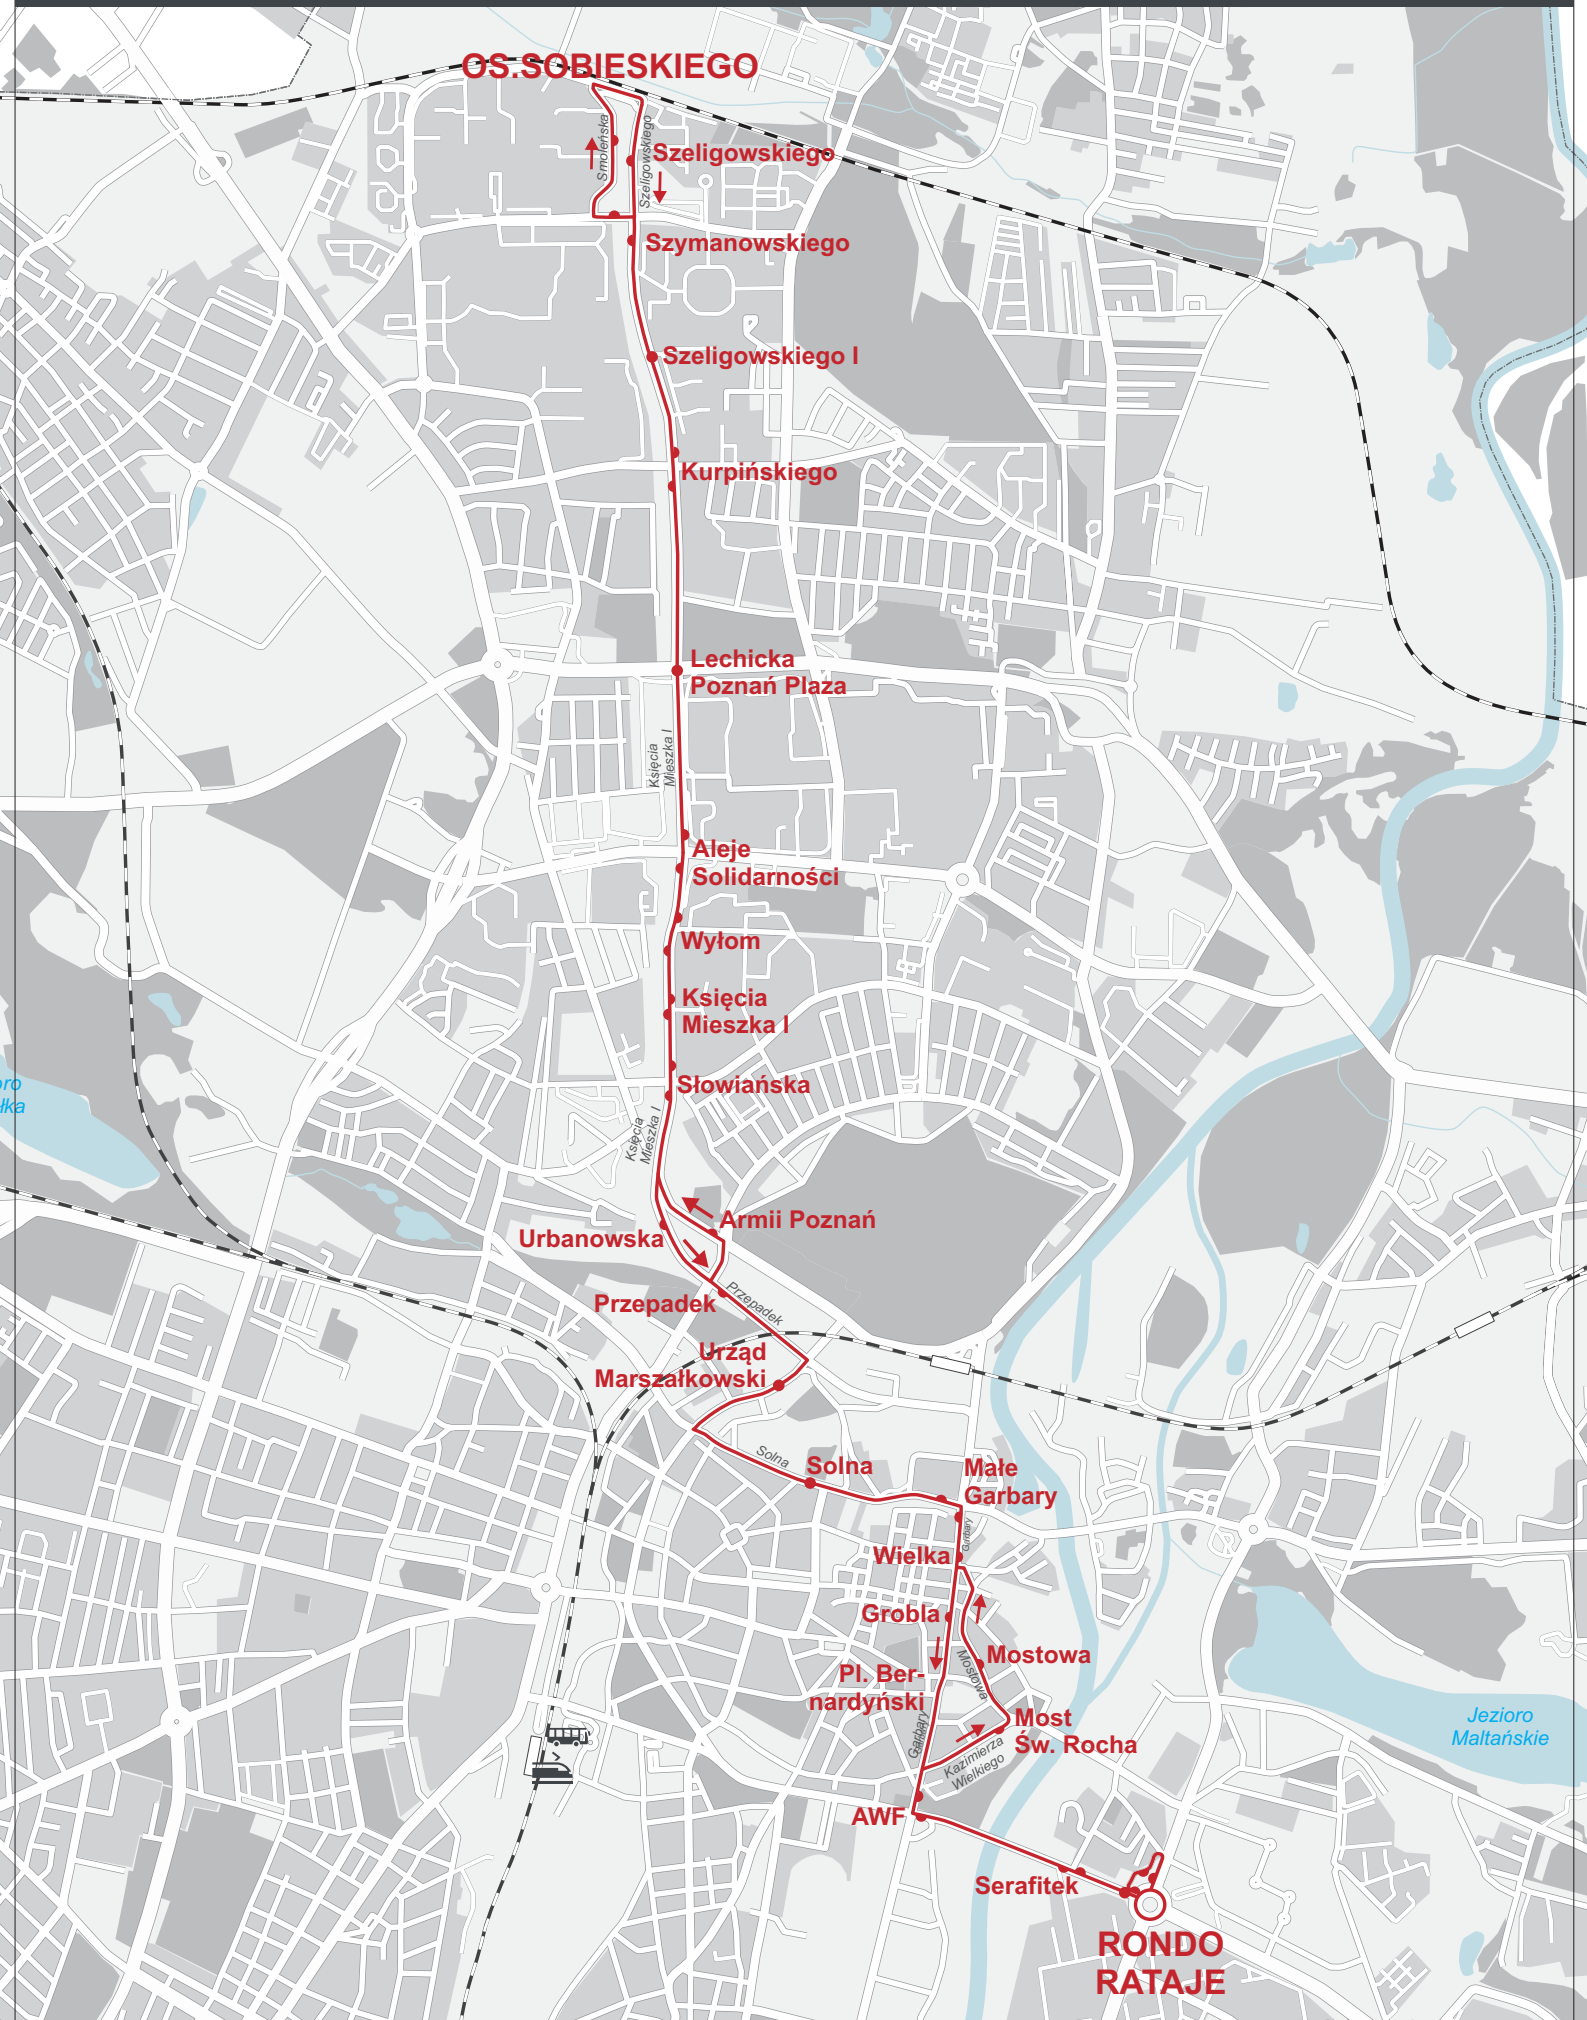 OS.SOBIESKIEGO
Smoleńska
Szeligowskiego
Szeligowskiego
Szymanowskiego
Szeligowskiego I
Kurpińskiego
Lechicka
Poznań Plaza
Księcia
Mieszka I
Aleje
Solidarności
Wyłom
Księcia
Mieszka I
Słowiańska
oro
łka
Księcia
Mieszka I
Armii Poznań
Urbanowska
Przepadek
Przepadek
Urząd
Marszałkowski
Solna
Solna
Małe
Garbary
Garbary
Wielka
Grobla
Mostowa
Mostowa
Pl. Ber-
nardyński
Garbary
Most
Św. Rocha
Kazimierza
Wielkiego
Jezioro
Maltańskie
AWF
Serafitek
RONDO
RATAJE